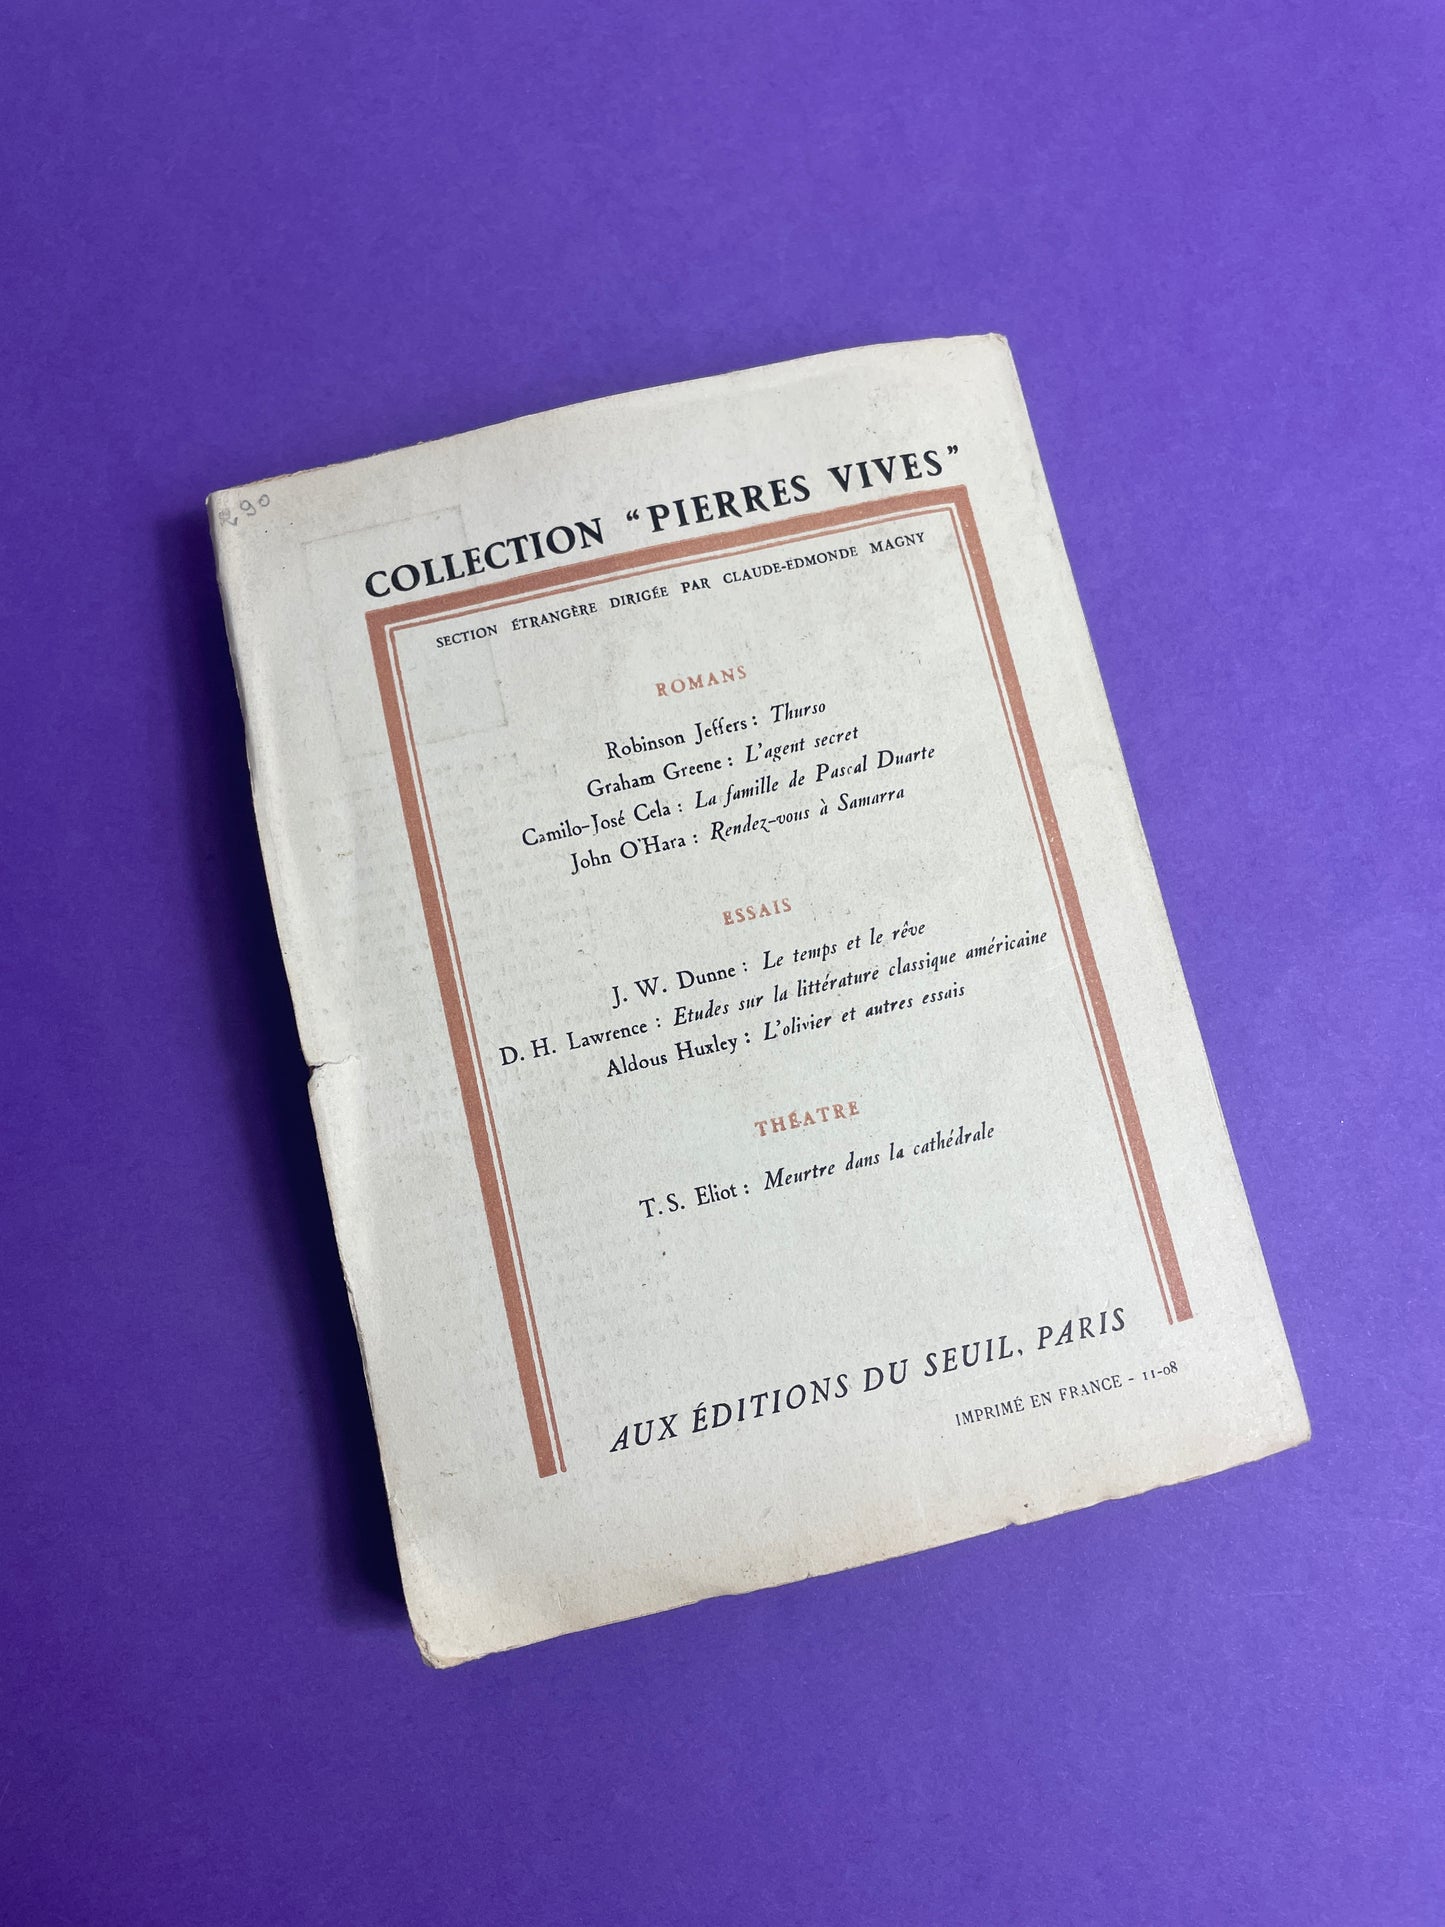 290
COLLECTION “PIERRES VIVES”
SECTION ÉTRANGÈRE DIRIGÉE PAR CLAUDE-EDMONDE MAGNY
ROMANS
Robinson Jeffers : Thurso
Graham Greene : L'agent secret
Camilo-José Cela : La famille de Pascal Duarte
John O'Hara : Rendez-vous à Samarra
ESSAIS
J. W. Dunne : Le temps et le rêve
D. H. Lawrence : Etudes sur la littérature classique américaine
Aldous Huxley : L'olivier et autres essais
THÉATRE
T. S. Eliot : Meurtre dans la cathédrale
AUX ÉDITIONS DU SEUIL, PARIS
IMPRIMÉ EN FRANCE - 11-08